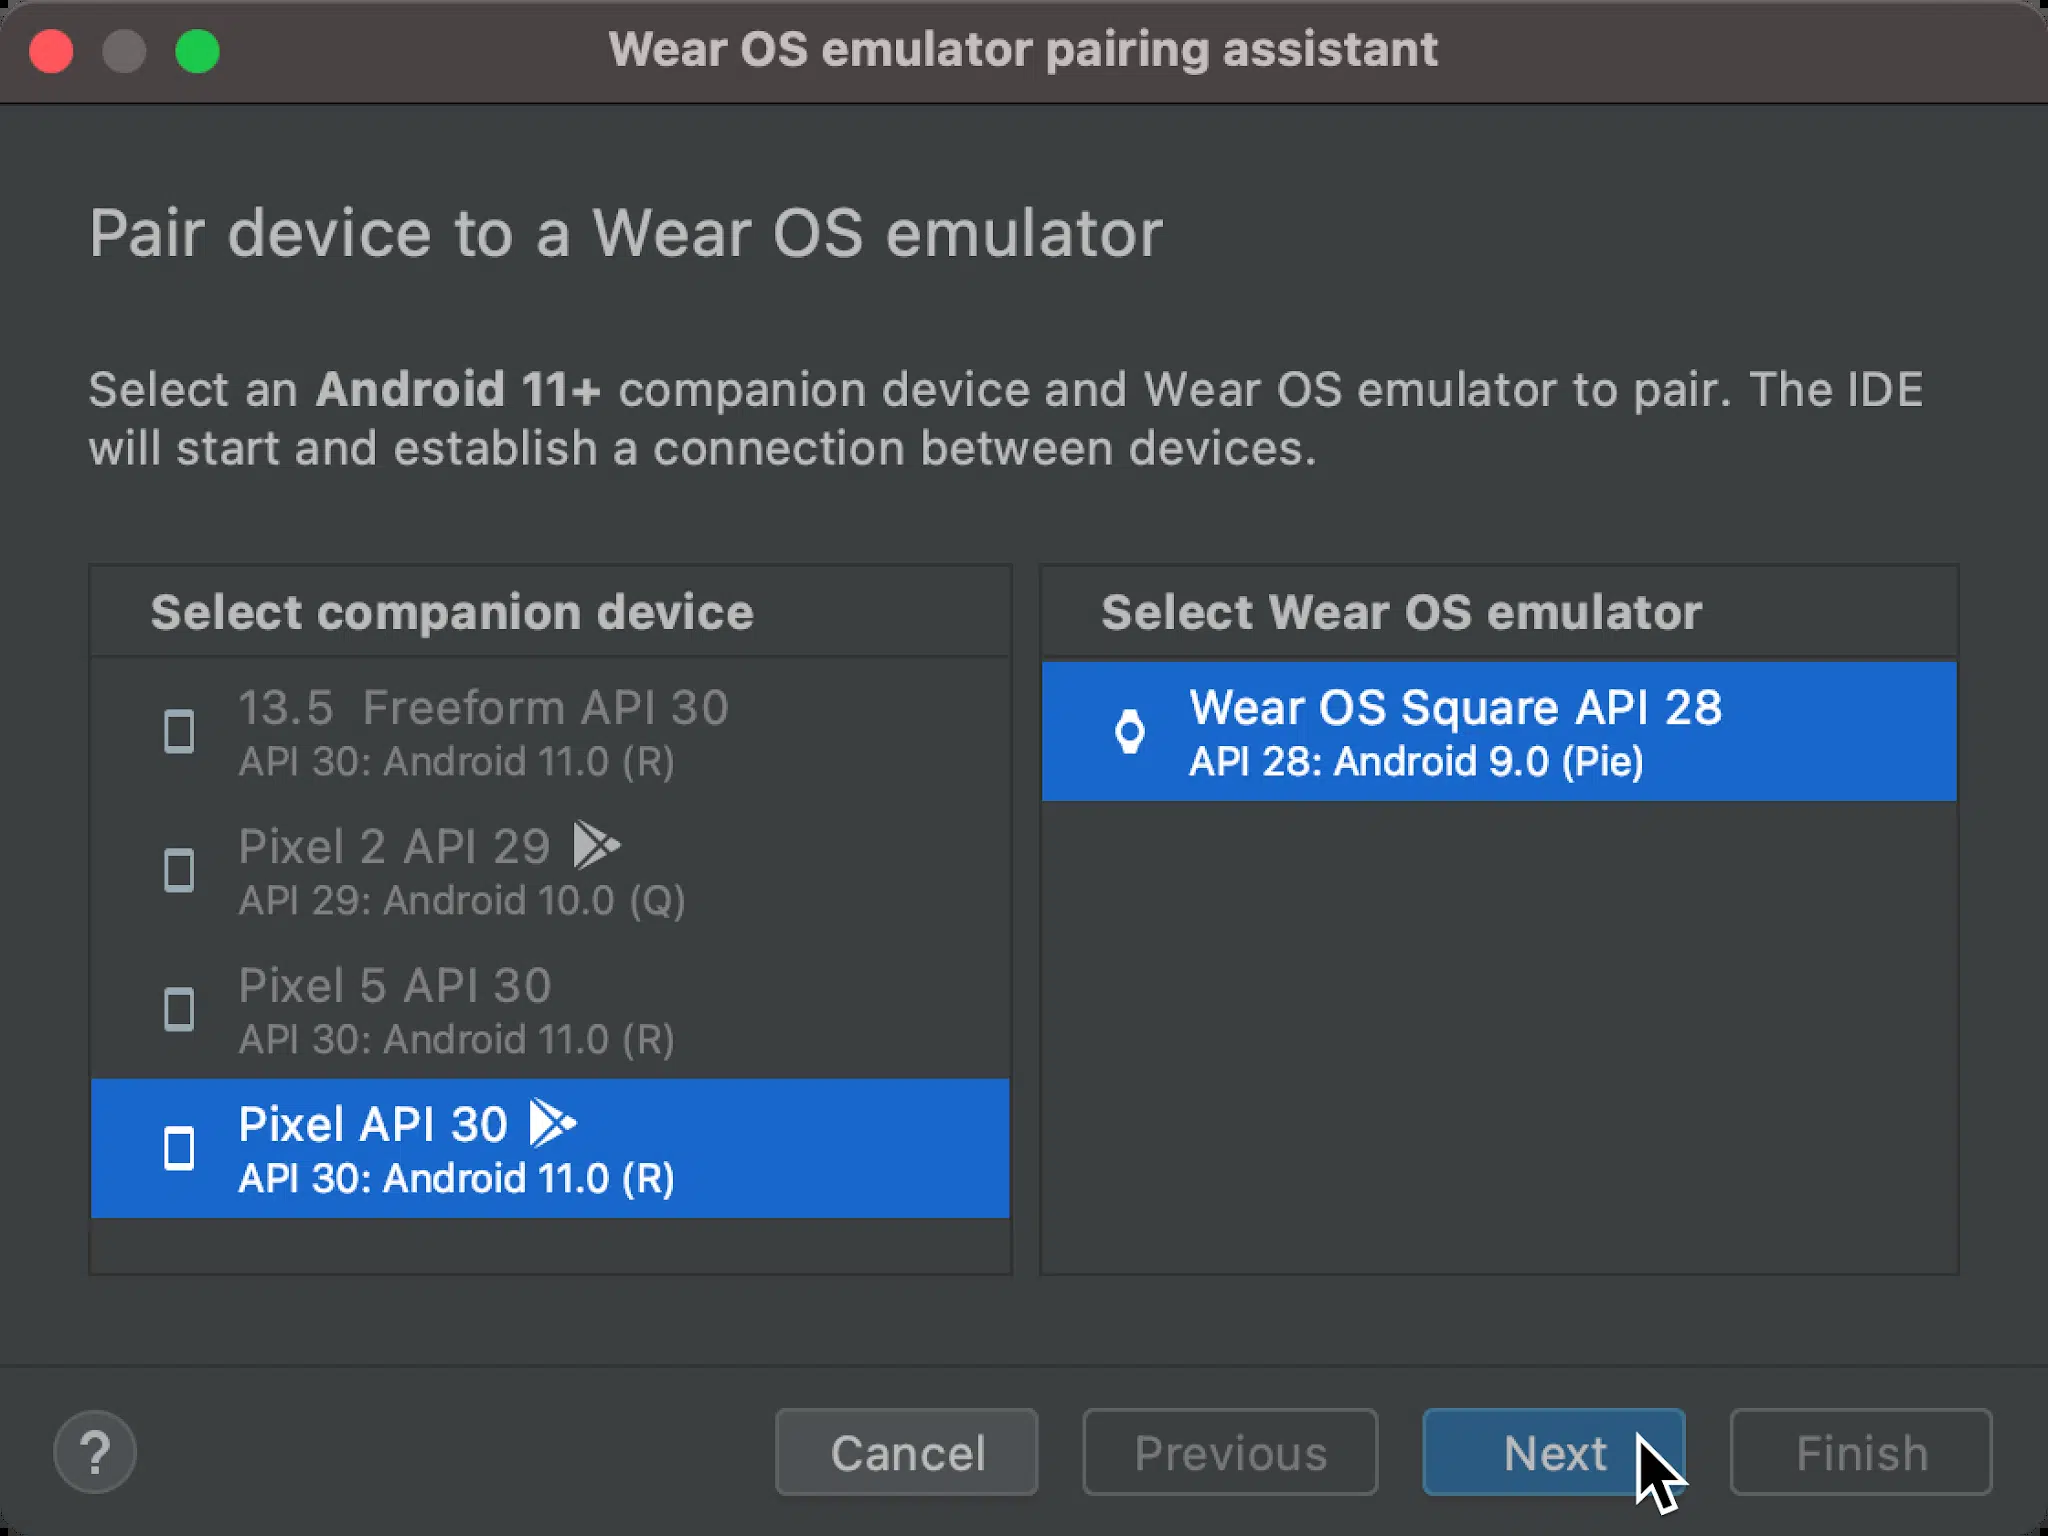 Wear OS emulator pairing assistant
Pair device to a Wear OS emulator
Select an Android 11+ companion device and Wear OS emulator to pair. The IDE
will start and establish a connection between devices.
Select companion device
13.5  Freeform API 30
API 30: Android 11.0 (R)
Pixel 2 API 29
API 29: Android 10.0 (Q)
Pixel 5 API 30
API 30: Android 11.0 (R)
Pixel API 30
API 30: Android 11.0 (R)
Select Wear OS emulator
Wear OS Square API 28
API 28: Android 9.0 (Pie)
?
Cancel
Previous
Next
Finish